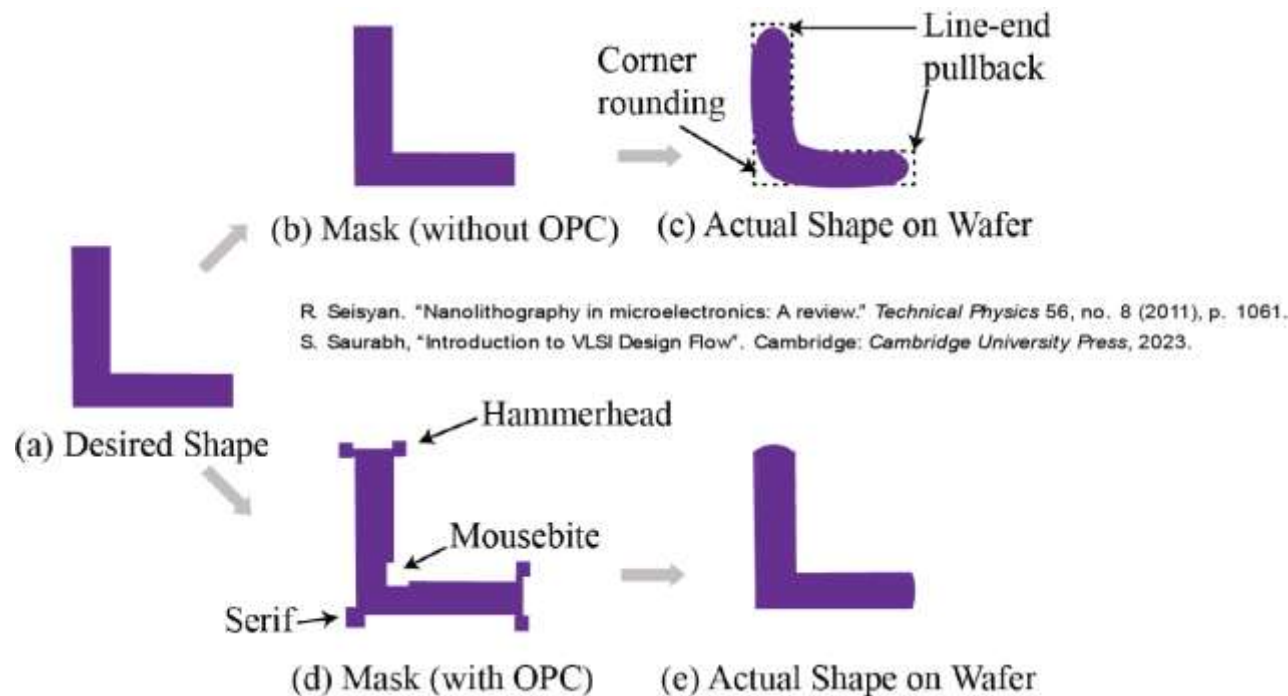 Line-end
pullback
Corner
rounding
(b) Mask (without OPC)
(c) Actual Shape on Wafer
R. Seisyan. "Nanolithography in microelectronics: A review." Technical Physics 56, no. 8 (2011), p. 1061.
S. Saurabh, "Introduction to VLSI Design Flow". Cambridge: Cambridge University Press, 2023.
(a) Desired Shape
Hammerhead
Mousebite
Serif
(d) Mask (with OPC)
(e) Actual Shape on Wafer